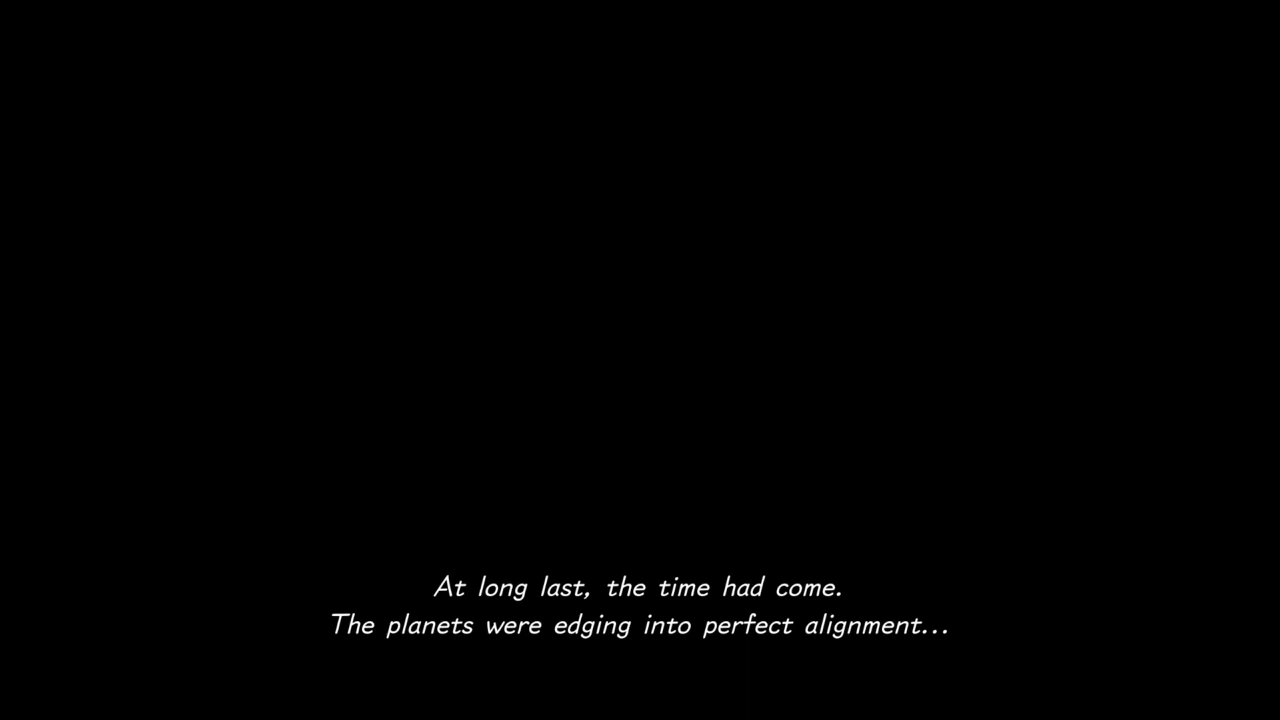 At long last, the time had come.
The planets were edging into perfect alignment...